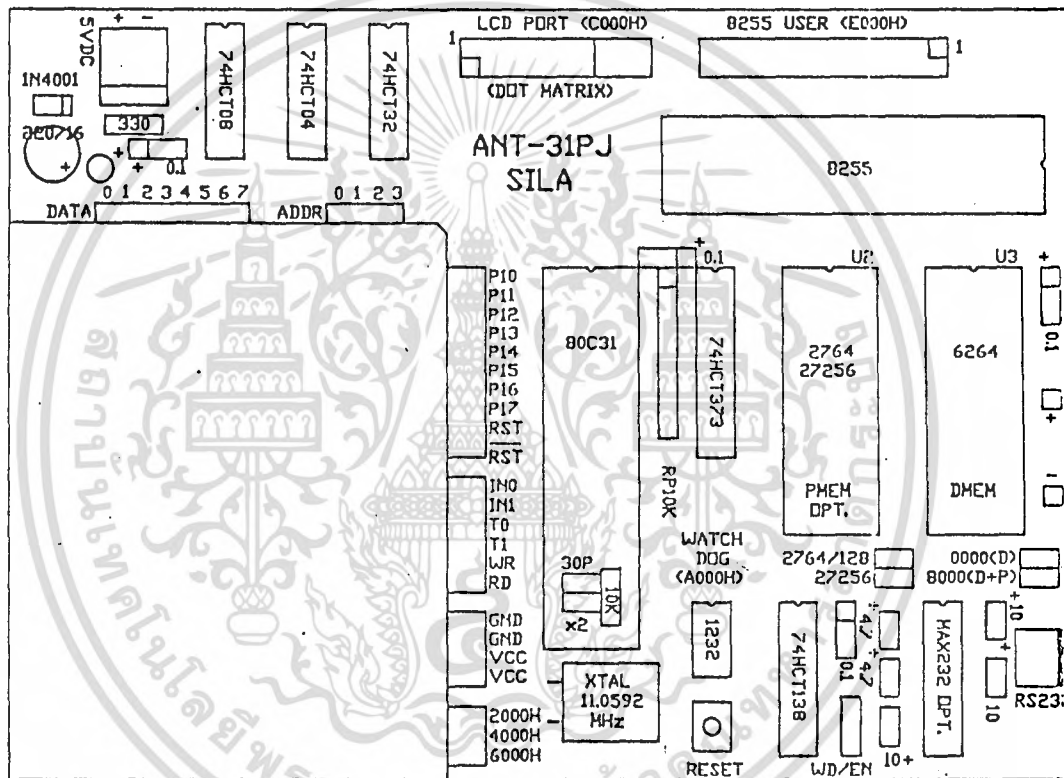 LCD PORT (C000H)
8255 USER (E000H)
+ -
5VDC
1
1
1N4001
(DOT MATRIX)
330
0.1
+
+
+
74HCT08
74HCT04
74HCT32
ANT-31PJ
SILA
8255
0 1 2 3 4 5 6 7
0 1 2 3
DATA
ADDR
+
0.1
U2
U3
+
P10
P11
P12
P13
P14
P15
P16
P17
RST
RST
80C31
74HCT373
RP10K
2764
27256
6264
0.1
+
-
PMEM
OPT.
DMEM
IN0
IN1
T0
T1
WR
RD
WATCH
DOG
(A000H)
2764/128
27256
0000(D)
8000(D+P)
30P
10K
x2
GND
GND
VCC
VCC
1232
74HCT138
+
4.7
+
4.7
0.1
MAX232 OPT.
+
10
+
10
RS232
XTAL
11.0592
MHz
2000H
4000H
6000H
RESET
WD/EN
10+